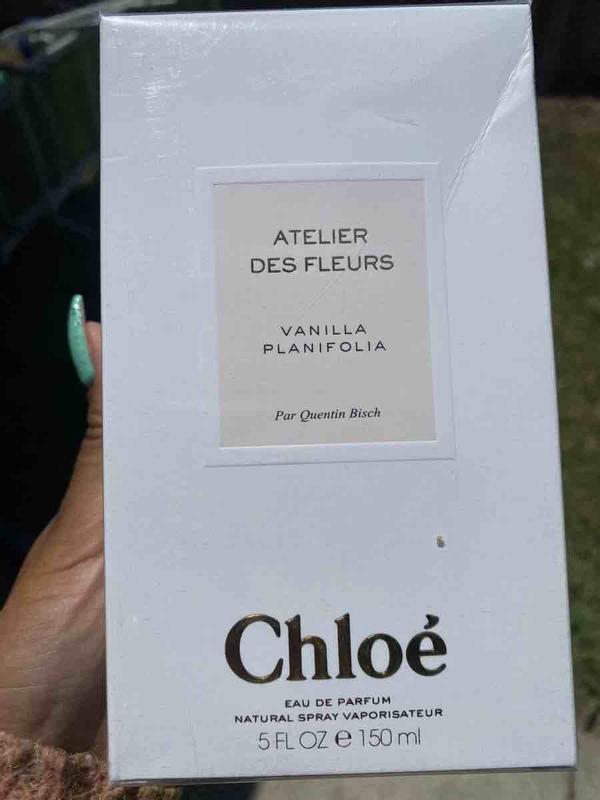 ATELIER
DES FLEURS
VANILLA
PLANIFOLIA
Par Quentin Bisch
Chloé
EAU DE PARFUM
NATURAL SPRAY VAPORISATEUR
5 FL OZ ℮ 150 ml